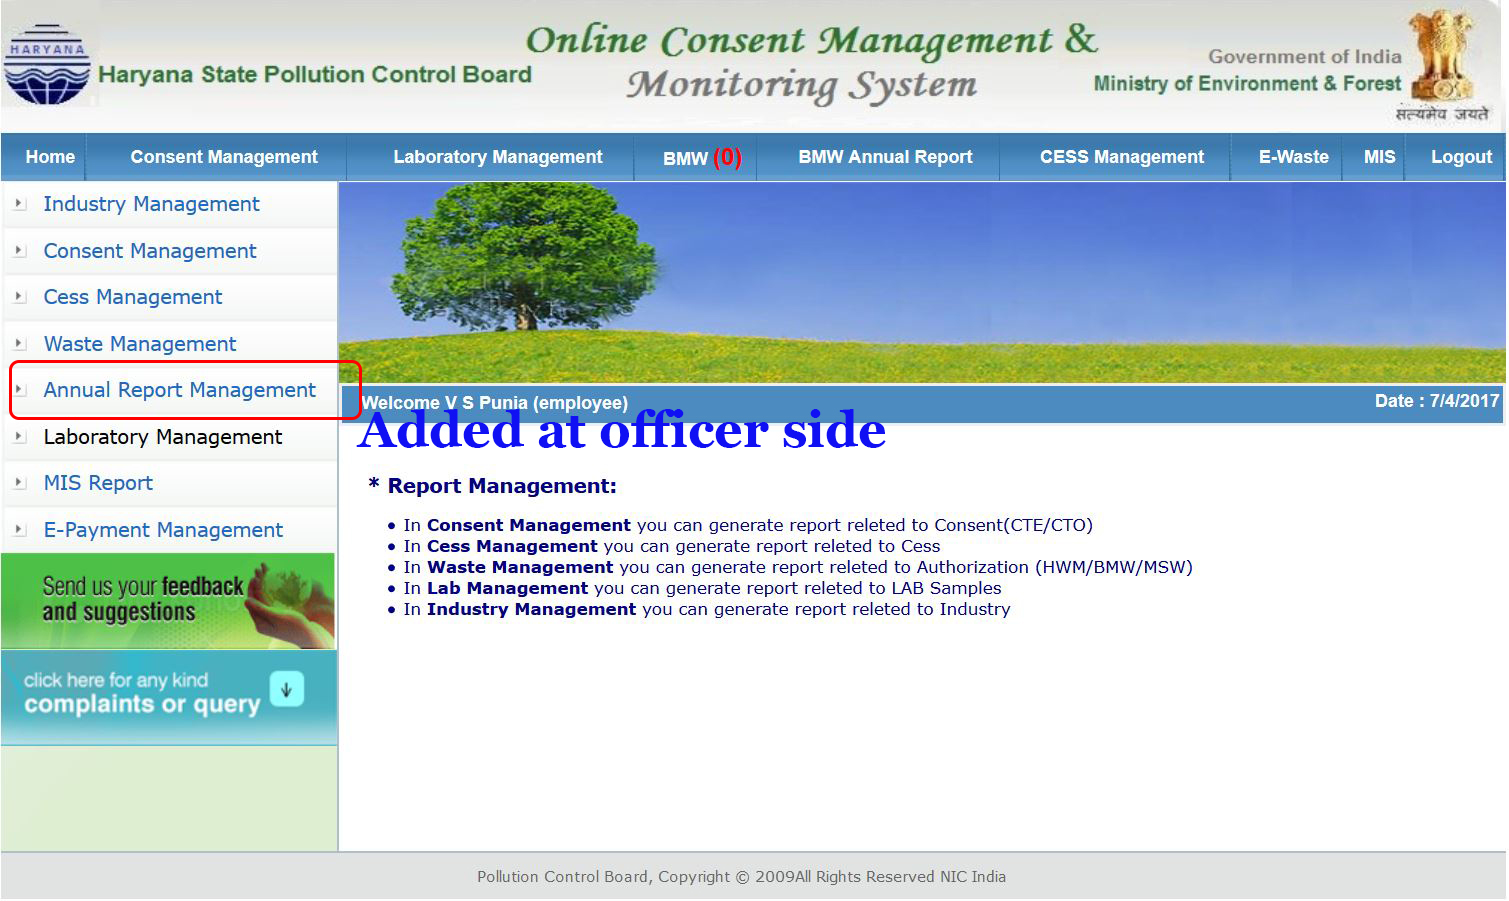 HARYANA
Haryana State Pollution Control Board
Online Consent Management &
Monitoring System
Government of India
Ministry of Environment & Forest
सत्यमेव जयते
Home Consent Management Laboratory Management BMW (0) BMW Annual Report CESS Management E-Waste MIS Logout
Industry Management
Consent Management
Cess Management
Waste Management
Annual Report Management
Laboratory Management
MIS Report
E-Payment Management
Send us your feedback
and suggestions
click here for any kind
complaints or query
Welcome V S Punia (employee) Date : 7/4/2017
Added at officer side
* Report Management:
• In Consent Management you can generate report releted to Consent(CTE/CTO)
• In Cess Management you can generate report releted to Cess
• In Waste Management you can generate report releted to Authorization (HWM/BMW/MSW)
• In Lab Management you can generate report releted to LAB Samples
• In Industry Management you can generate report releted to Industry
Pollution Control Board, Copyright © 2009All Rights Reserved NIC India